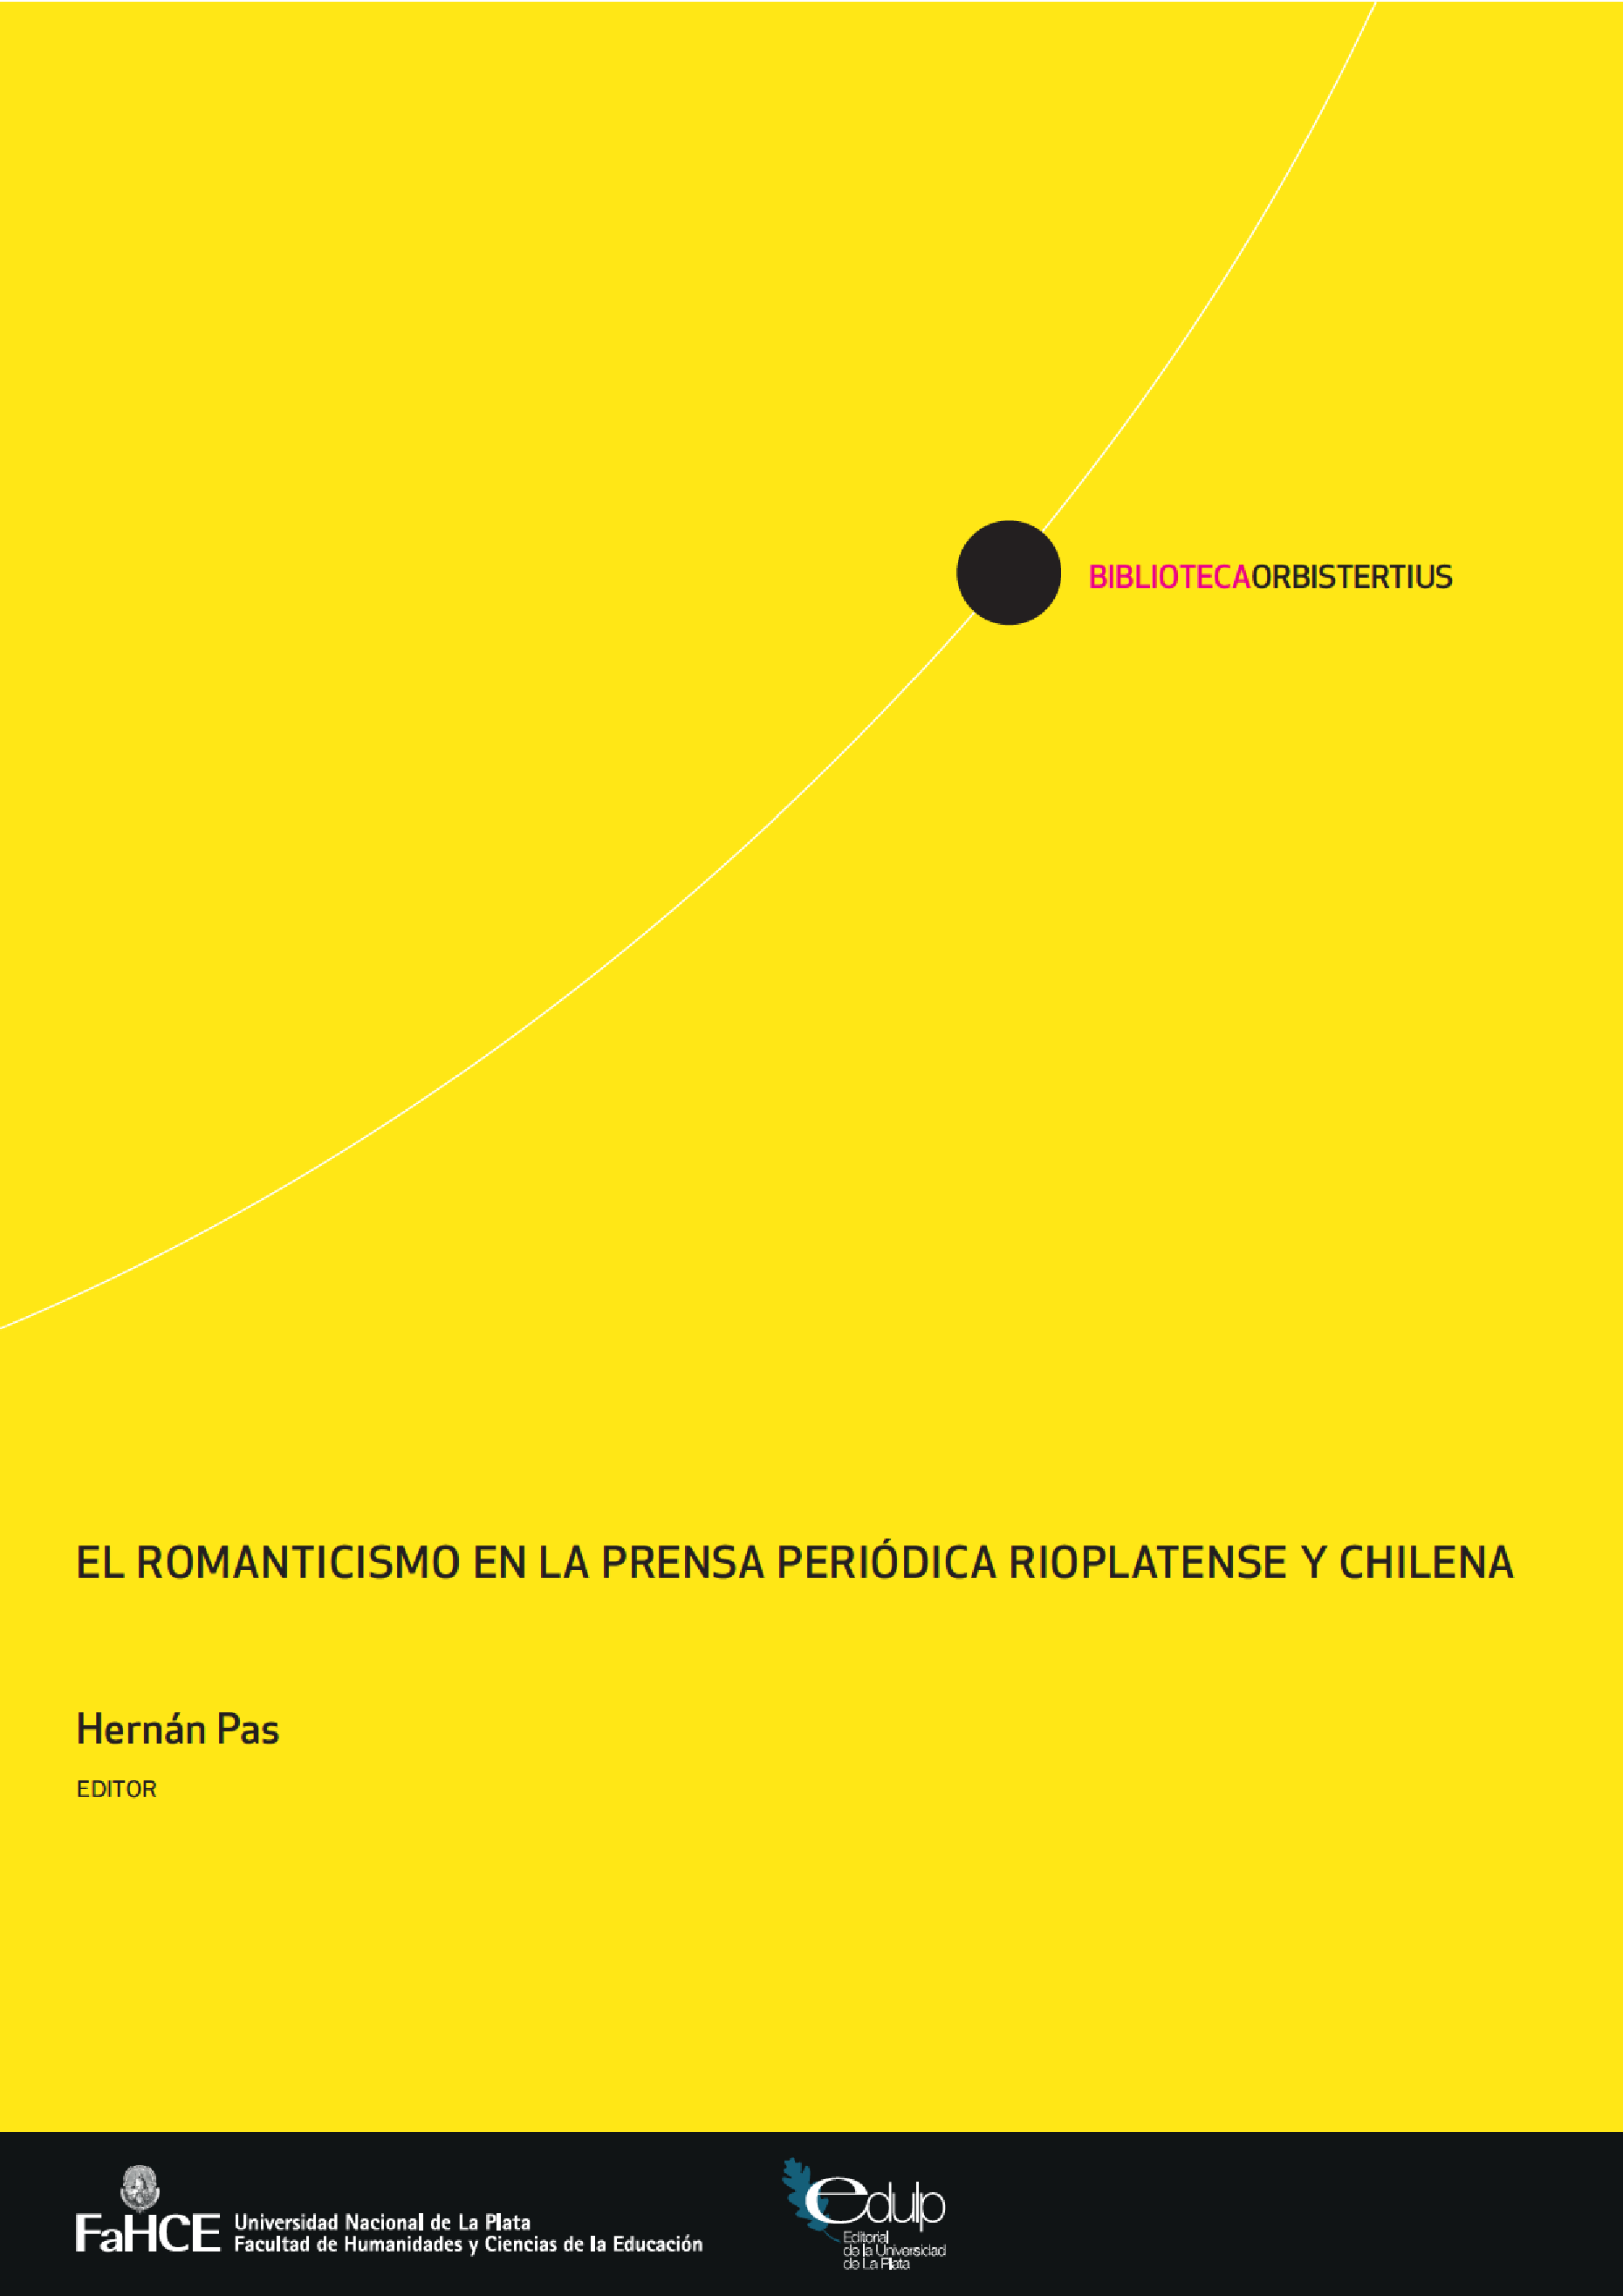 BIBLIOTECAORBISTERTIUS
EL ROMANTICISMO EN LA PRENSA PERIÓDICA RIOPLATENSE Y CHILENA
Hernán Pas
EDITOR
FaHCE
Universidad Nacional de La Plata
Facultad de Humanidades y Ciencias de la Educación
edulp
Editorial
de la Universidad
de La Plata